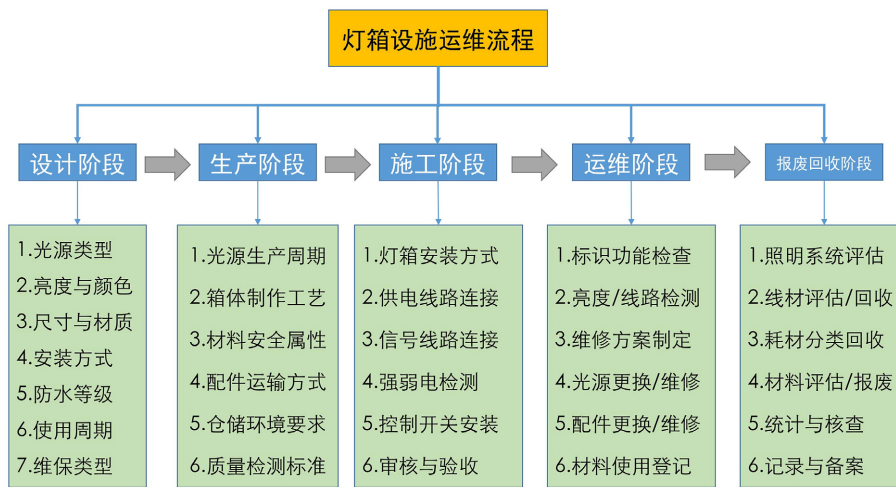 灯箱设施运维流程
设计阶段
生产阶段
施工阶段
运维阶段
报废回收阶段
1.光源类型
2.亮度与颜色
3.尺寸与材质
4.安装方式
5.防水等级
6.使用周期
7.维保类型
1.光源生产周期
2.箱体制作工艺
3.材料安全属性
4.配件运输方式
5.仓储环境要求
6.质量检测标准
1.灯箱安装方式
2.供电线路连接
3.信号线路连接
4.强弱电检测
5.控制开关安装
6.审核与验收
1.标识功能检查
2.亮度/线路检测
3.维修方案制定
4.光源更换/维修
5.配件更换/维修
6.材料使用登记
1.照明系统评估
2.线材评估/回收
3.耗材分类回收
4.材料评估/报废
5.统计与核查
6.记录与备案